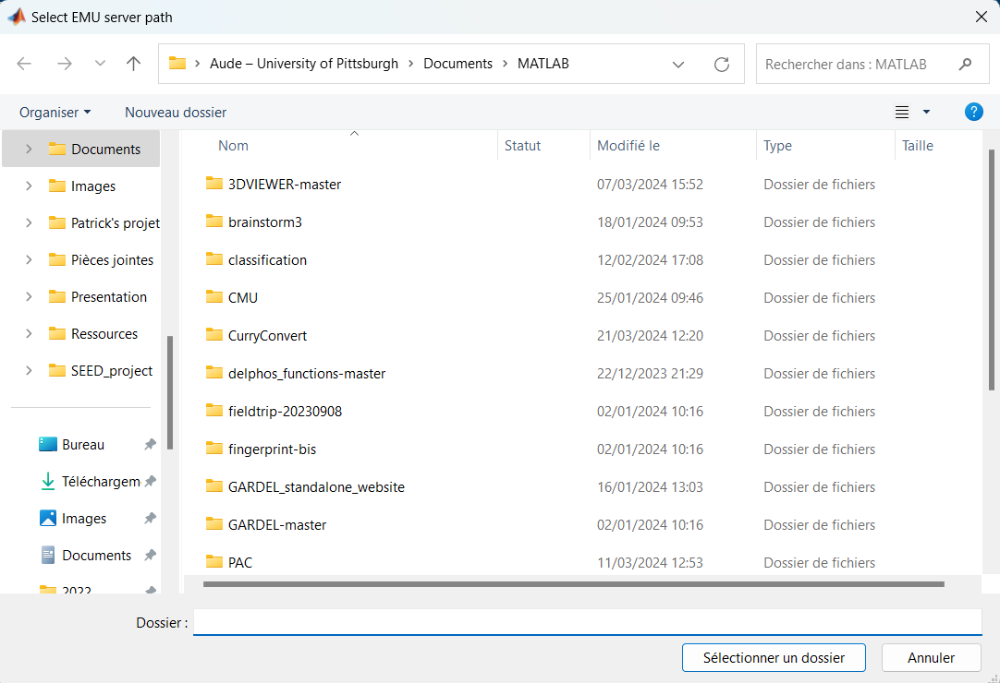 Select EMU server path
Aude – University of Pittsburgh > Documents > MATLAB
Rechercher dans : MATLAB
Organiser
Nouveau dossier
?
Documents
Images
Patrick's projet
Pièces jointes
Presentation
Ressources
SEED_project
Bureau
Téléchargem
Images
Documents
2022
Nom Statut Modifié le Type Taille
3DVIEWER-master 07/03/2024 15:52 Dossier de fichiers
brainstorm3 18/01/2024 09:53 Dossier de fichiers
classification 12/02/2024 17:08 Dossier de fichiers
CMU 25/01/2024 09:46 Dossier de fichiers
CurryConvert 21/03/2024 12:20 Dossier de fichiers
delphos_functions-master 22/12/2023 21:29 Dossier de fichiers
fieldtrip-20230908 02/01/2024 10:16 Dossier de fichiers
fingerprint-bis 02/01/2024 10:16 Dossier de fichiers
GARDEL_standalone_website 16/01/2024 13:03 Dossier de fichiers
GARDEL-master 02/01/2024 10:16 Dossier de fichiers
PAC 11/03/2024 12:53 Dossier de fichiers
Dossier :
Sélectionner un dossier
Annuler